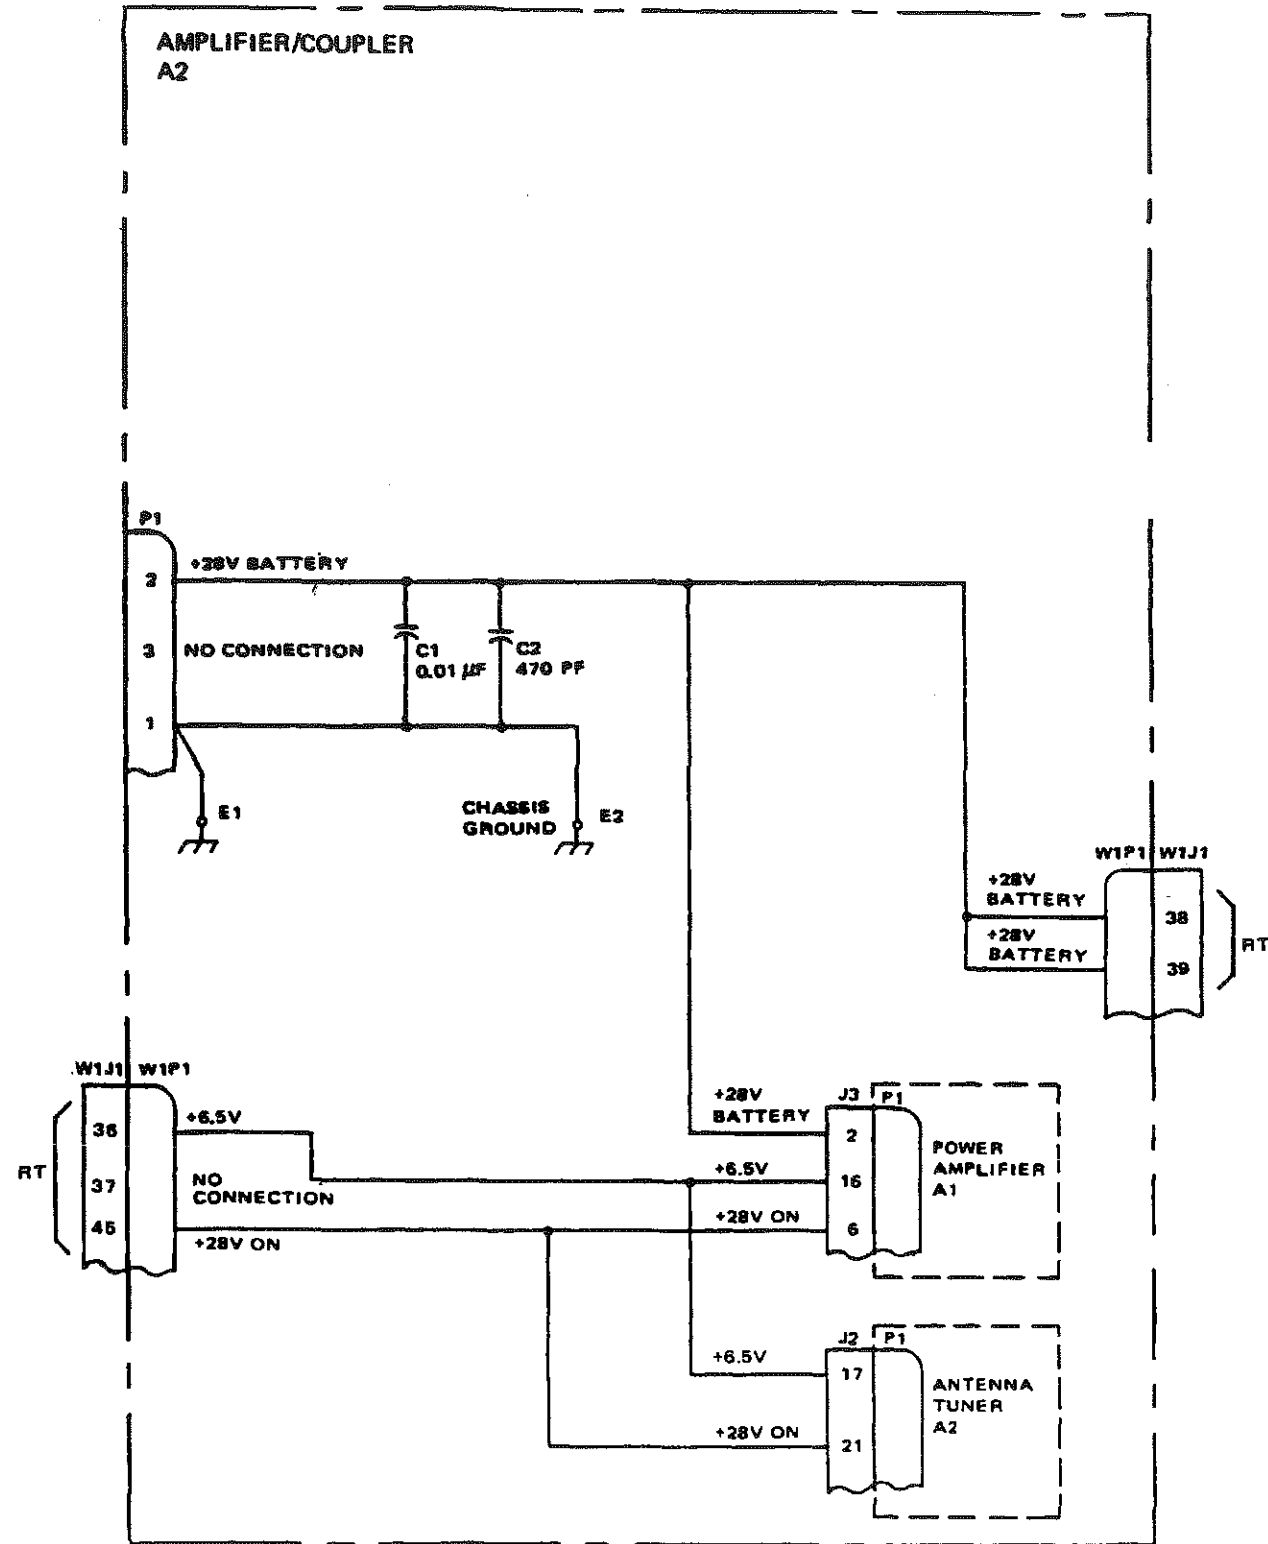 AMPLIFIER/COUPLER
A2
P1
+28V BATTERY
2
3 NO CONNECTION
C1
0.01 µF
C2
470 PF
1
E1
CHASSIS
GROUND
E2
W1P1 W1J1
+28V
BATTERY
38
+28V
BATTERY
39
RT
W1J1 W1P1
36
+6.5V
RT
37
NO
CONNECTION
45
+28V ON
+28V
BATTERY
J3 P1
2
+6.5V
16
+28V ON
6
POWER
AMPLIFIER
A1
J2 P1
+6.5V
17
+28V ON
21
ANTENNA
TUNER
A2